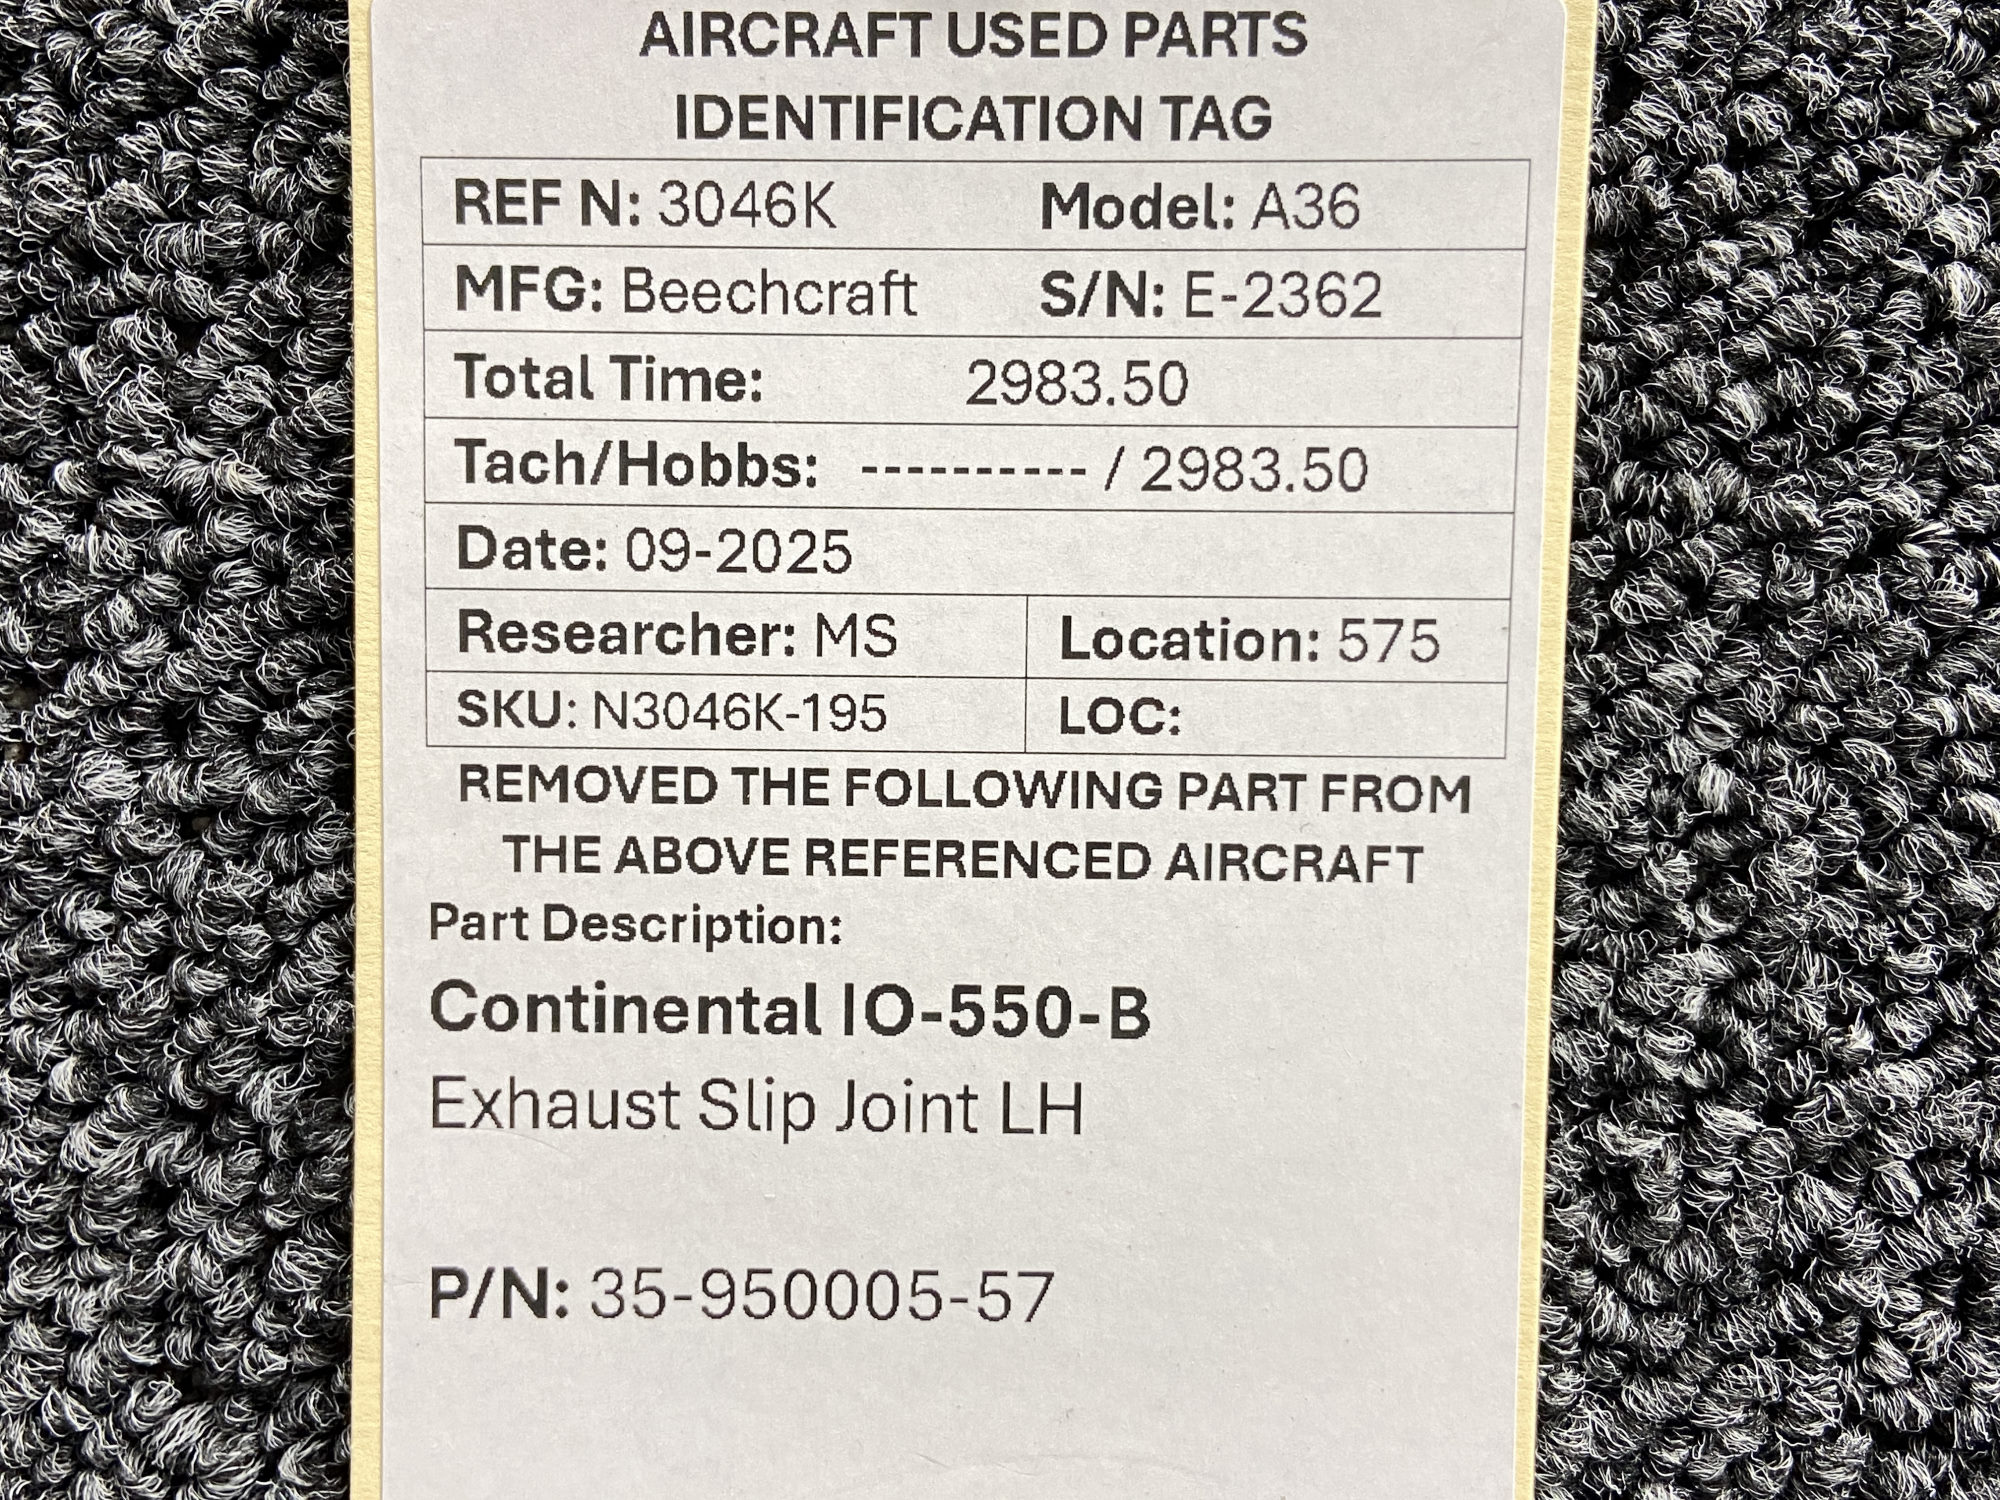 AIRCRAFT USED PARTS
IDENTIFICATION TAG
REF N: 3046K Model: A36
MFG: Beechcraft S/N: E-2362
Total Time: 2983.50
Tach/Hobbs: ---------- / 2983.50
Date: 09-2025
Researcher: MS Location: 575
SKU: N3046K-195 LOC:
REMOVED THE FOLLOWING PART FROM
THE ABOVE REFERENCED AIRCRAFT
Part Description:
Continental IO-550-B
Exhaust Slip Joint LH
P/N: 35-950005-57